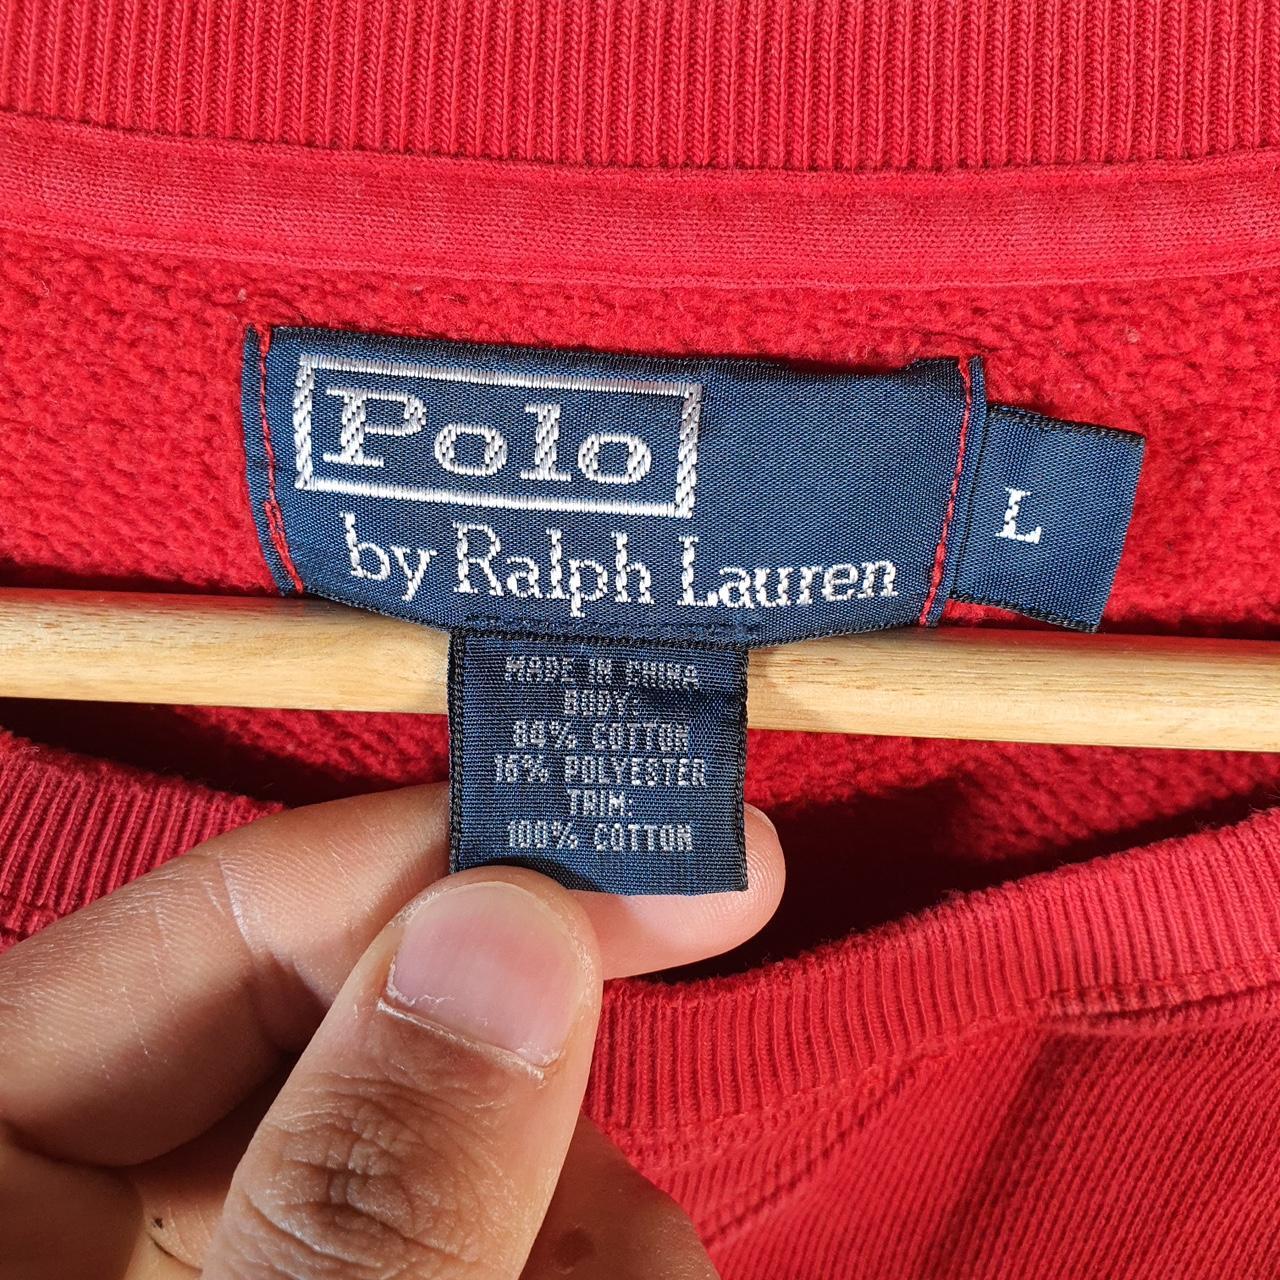 Polo
by Ralph Lauren
L
MADE IN CHINA
BODY:
84% COTTON
16% POLYESTER
TRIM:
100% COTTON